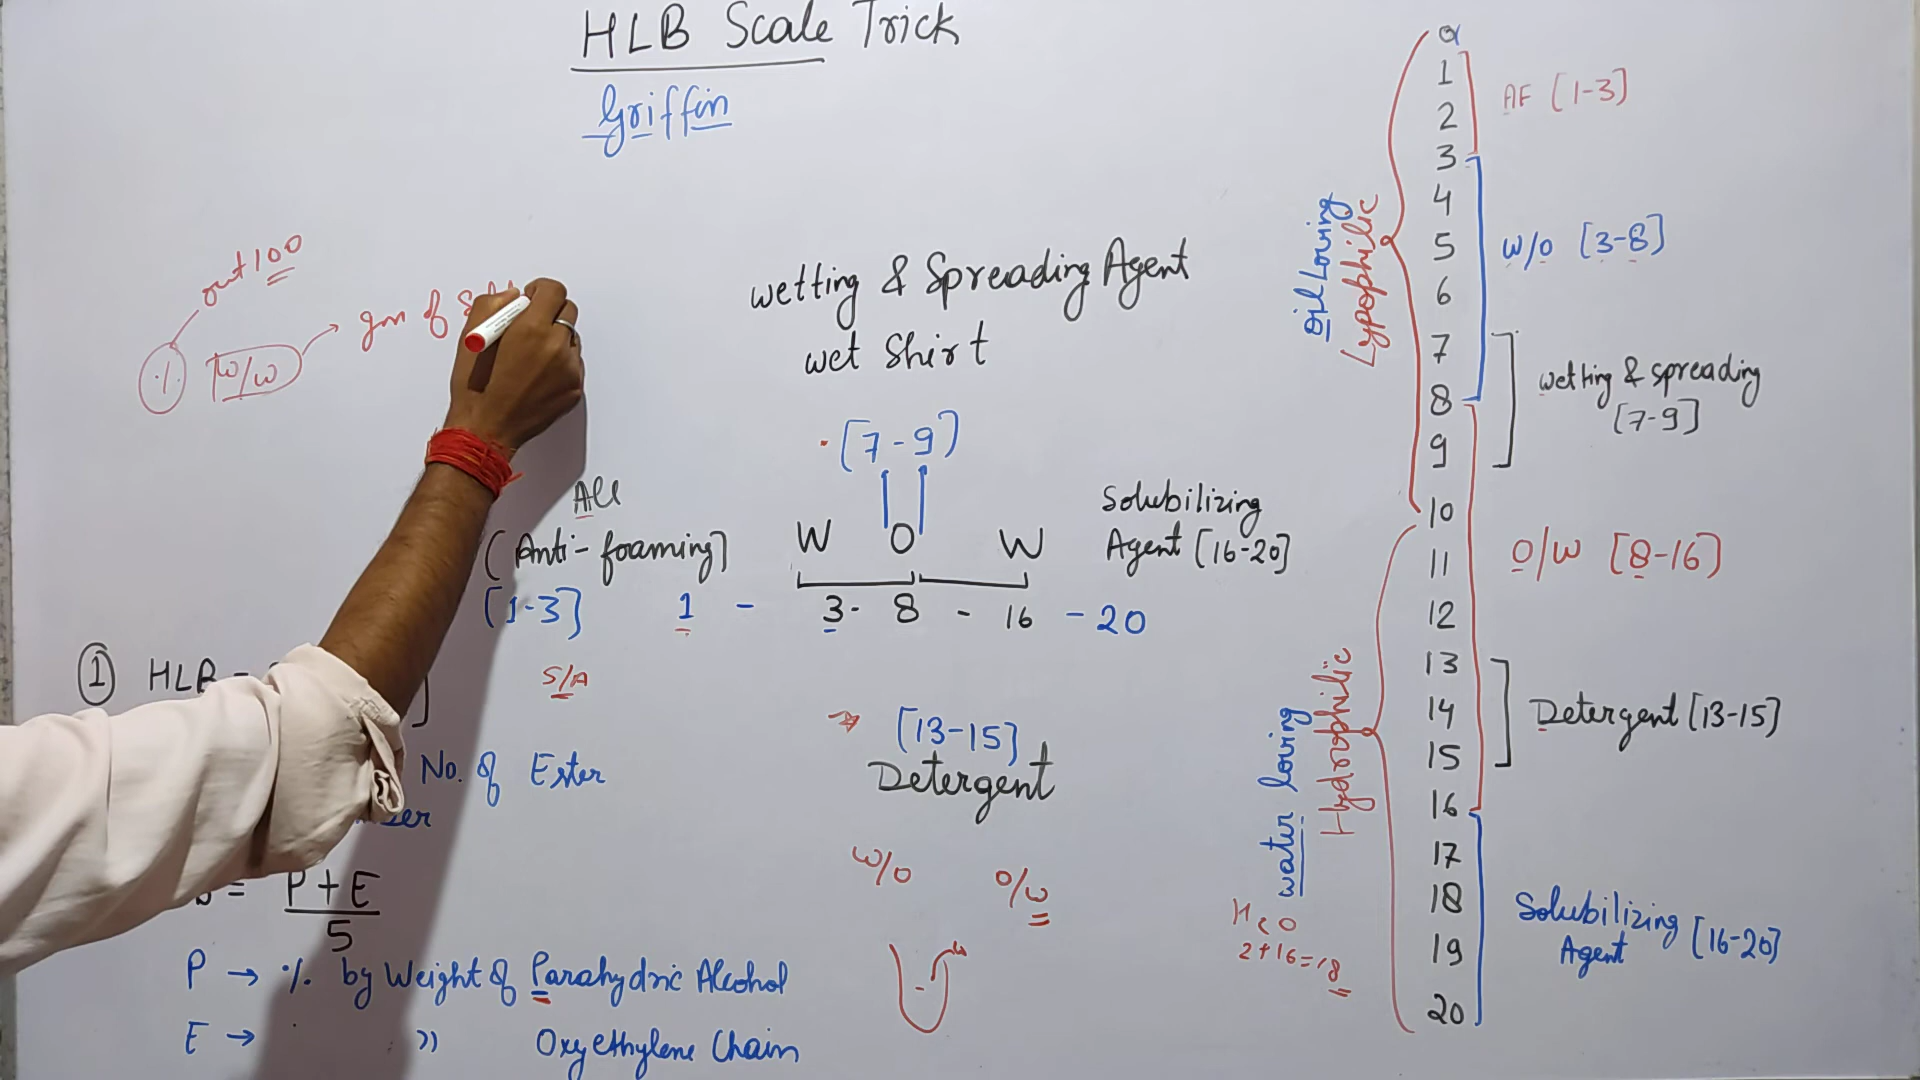 HLB Scale Trick
Griffin
out 100
% w/w → gm of
wetting & Spreading Agent
wet Shirt
[7-9]
All
(Anti-foaming)
[1-3]
W O W
1 - 3- 8 - 16 - 20
Solubilizing
Agent [16-20]
S/A
① HLB =
No. of Ester
[13-15]
Detergent
W/O O/W
P+E
5
P → % by Weight of Parahydric Alcohol
E → " Oxyethylene Chain
0
1
2
3
4
5
6
7
8
9
10
11
12
13
14
15
16
17
18
19
20
AF [1-3]
W/O [3-8]
wetting & spreading
[7-9]
O/W [8-16]
Detergent [13-15]
Solubilizing
Agent [16-20]
Oil Loving
Lypophilic
water loving
Hydrophilic
H2O
2+16=18